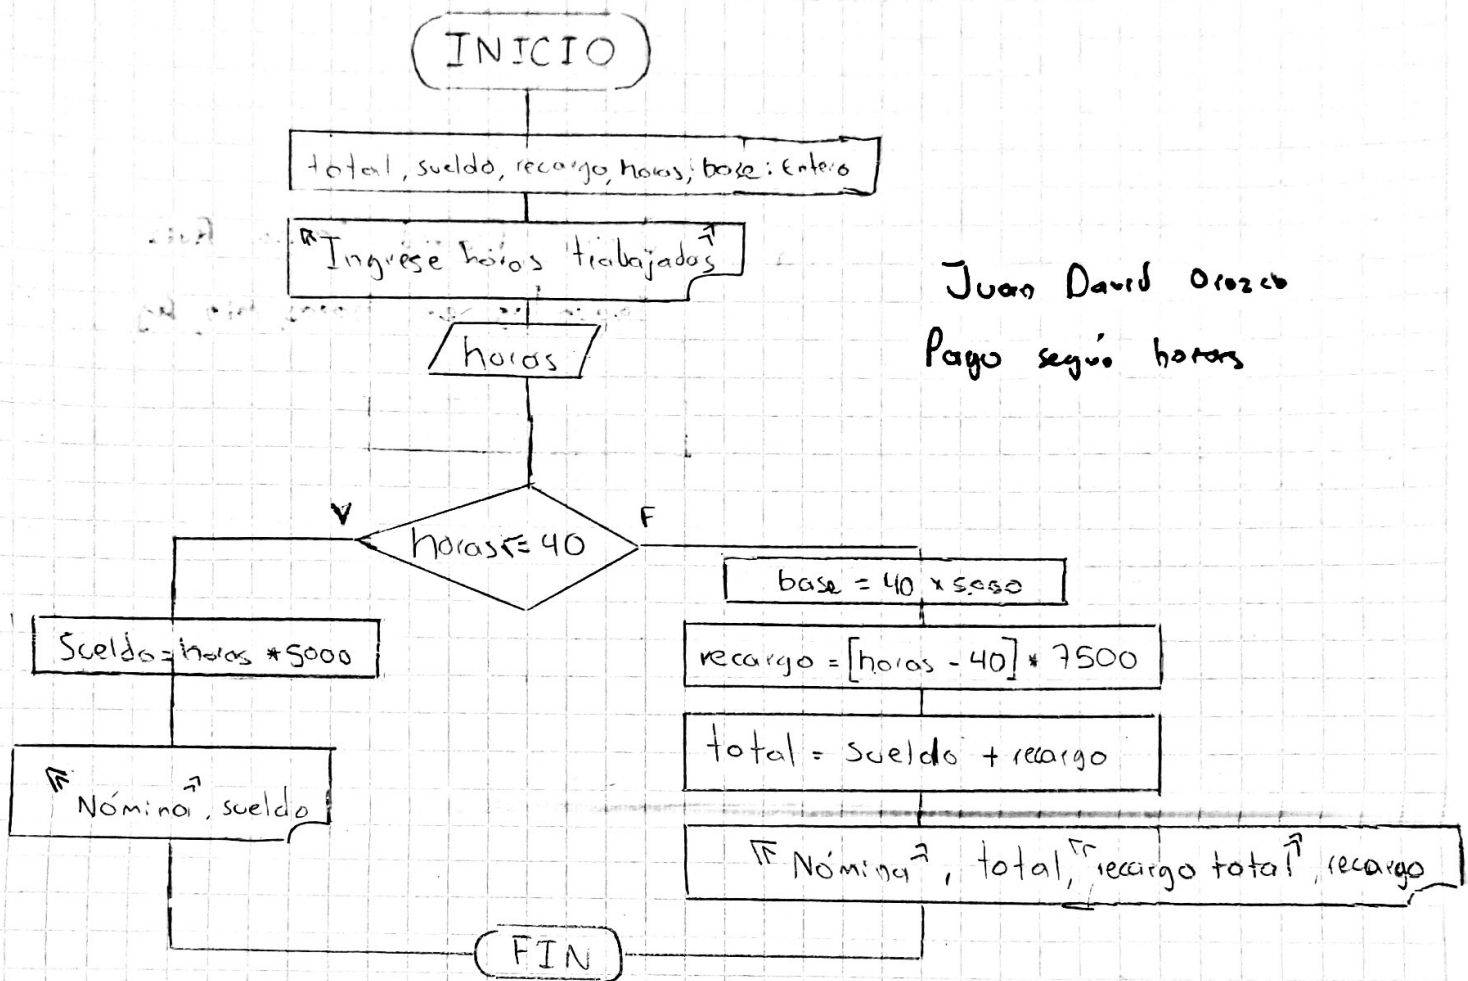 INICIO
total, sueldo, recargo, horas, base: Entero
"Ingrese horas trabajadas"
horas
Juan David Orozco
Pago según horas
V
horas <= 40
F
Sueldo = horas * 5000
"Nómina", sueldo
base = 40 * 5.000
recargo = [horas - 40] * 7500
total = Sueldo + recargo
"Nómina", total, "recargo total", recargo
FIN